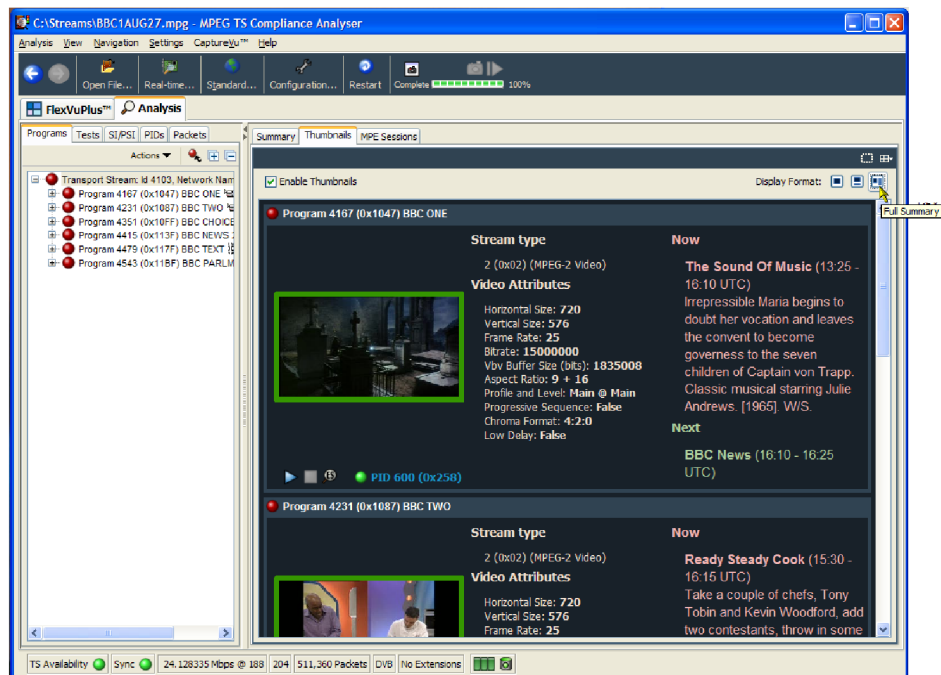 C:\Streams\BBC1AUG27.mpg - MPEG TS Compliance Analyser
Analysis View Navigation Settings CaptureVu™ Help
Open File... Real-time... Standard... Configuration... Restart Complete 100%
FlexVuPlus™ Analysis
Programs Tests SI/PSI PIDs Packets
Summary Thumbnails MPE Sessions
Actions
Transport Stream: Id 4103, Network Nam
Program 4167 (0x1047) BBC ONE
Program 4231 (0x1087) BBC TWO
Program 4351 (0x10FF) BBC CHOICE
Program 4415 (0x113F) BBC NEWS
Program 4479 (0x117F) BBC TEXT
Program 4543 (0x11BF) BBC PARLM
Enable Thumbnails
Display Format:
Full Summary
Program 4167 (0x1047) BBC ONE
Stream type
2 (0x02) (MPEG-2 Video)
Video Attributes
Horizontal Size: 720
Vertical Size: 576
Frame Rate: 25
Bitrate: 15000000
Vbv Buffer Size (bits): 1835008
Aspect Ratio: 9 + 16
Profile and Level: Main @ Main
Progressive Sequence: False
Chroma Format: 4:2:0
Low Delay: False
PID 600 (0x258)
Now
The Sound Of Music (13:25 -
16:10 UTC)
Irrepressible Maria begins to
doubt her vocation and leaves
the convent to become
governess to the seven
children of Captain von Trapp.
Classic musical starring Julie
Andrews. [1965]. W/S.
Next
BBC News (16:10 - 16:25
UTC)
Program 4231 (0x1087) BBC TWO
Stream type
2 (0x02) (MPEG-2 Video)
Video Attributes
Horizontal Size: 720
Vertical Size: 576
Frame Rate: 25
Now
Ready Steady Cook (15:30 -
16:15 UTC)
Take a couple of chefs, Tony
Tobin and Kevin Woodford, add
two contestants, throw in some
TS Availability Sync 24.128335 Mbps @ 188 204 511,360 Packets DVB No Extensions